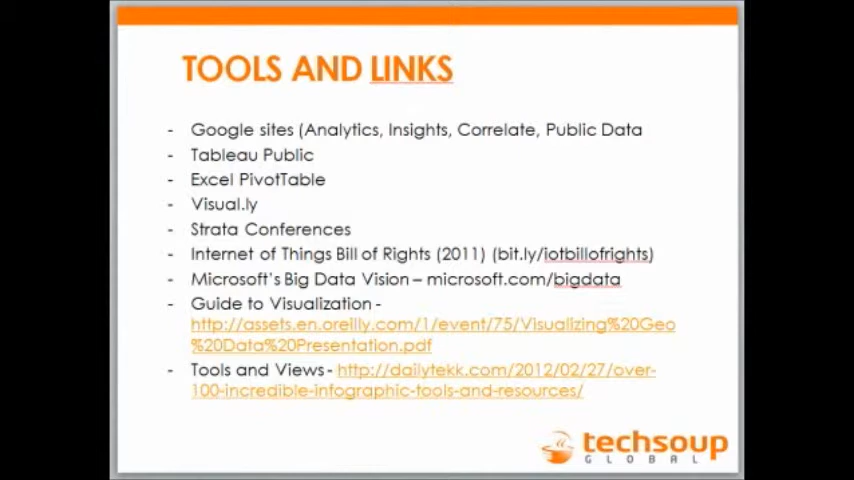 TOOLS AND LINKS
- Google sites (Analytics, Insights, Correlate, Public Data
- Tableau Public
- Excel PivotTable
- Visual.ly
- Strata Conferences
- Internet of Things Bill of Rights (2011) (bit.ly/iotbillofrights)
- Microsoft's Big Data Vision – microsoft.com/bigdata
- Guide to Visualization -
http://assets.en.oreilly.com/1/event/75/Visualizing%20Geo
%20Data%20Presentation.pdf
- Tools and Views - http://dailytekk.com/2012/02/27/over-
100-incredible-infographic-tools-and-resources/
techsoup
GLOBAL